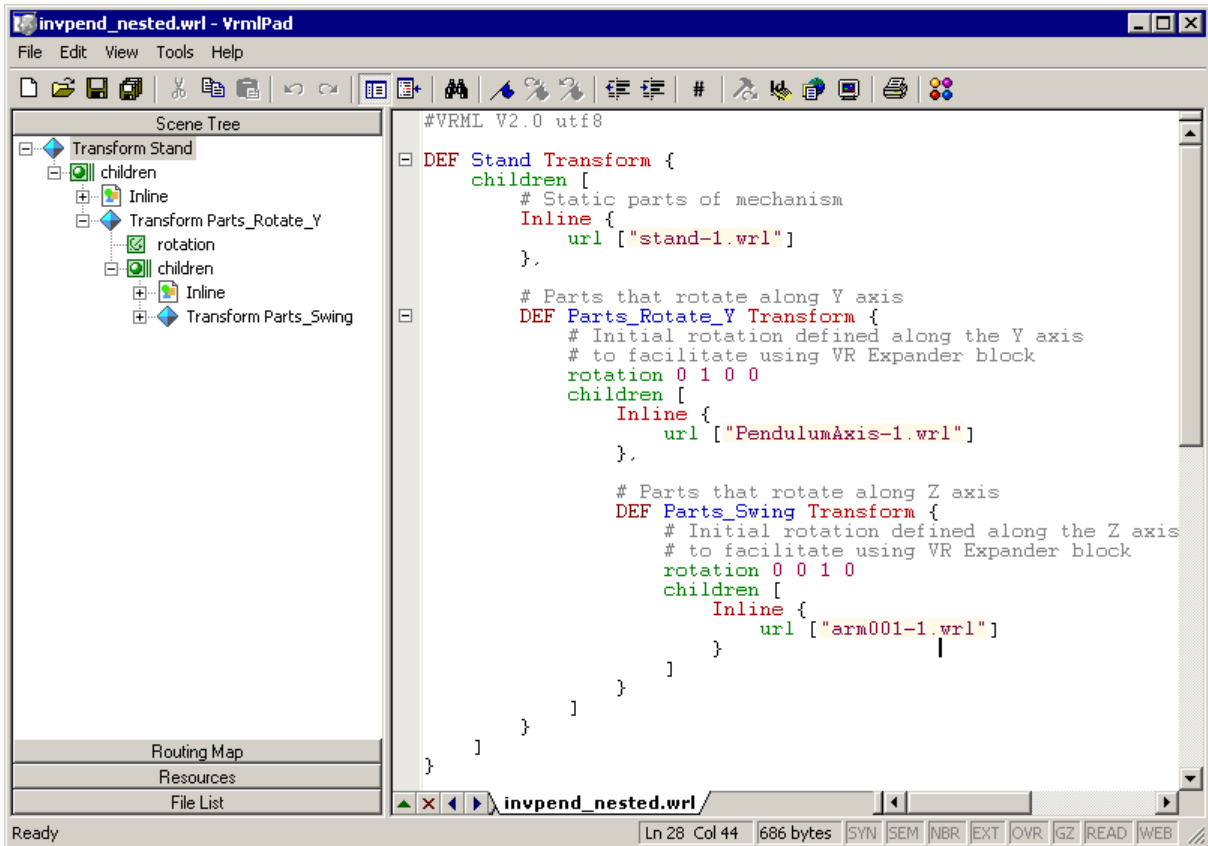 invpend_nested.wrl - VrmlPad
File Edit View Tools Help
Scene Tree
Transform Stand
children
Inline
Transform Parts_Rotate_Y
rotation
children
Inline
Transform Parts_Swing
Routing Map
Resources
File List
#VRML V2.0 utf8
DEF Stand Transform {
children [
# Static parts of mechanism
Inline {
url ["stand-1.wrl"]
},
# Parts that rotate along Y axis
DEF Parts_Rotate_Y Transform {
# Initial rotation defined along the Y axis
# to facilitate using VR Expander block
rotation 0 1 0 0
children [
Inline {
url ["PendulumAxis-1.wrl"]
},
# Parts that rotate along Z axis
DEF Parts_Swing Transform {
# Initial rotation defined along the Z axis
# to facilitate using VR Expander block
rotation 0 0 1 0
children [
Inline {
url ["arm001-1.wrl"]
}
]
}
]
}
]
}
invpend_nested.wrl
Ready
Ln 28 Col 44 686 bytes SYN SEM NBR EXT OVR GZ READ WEB